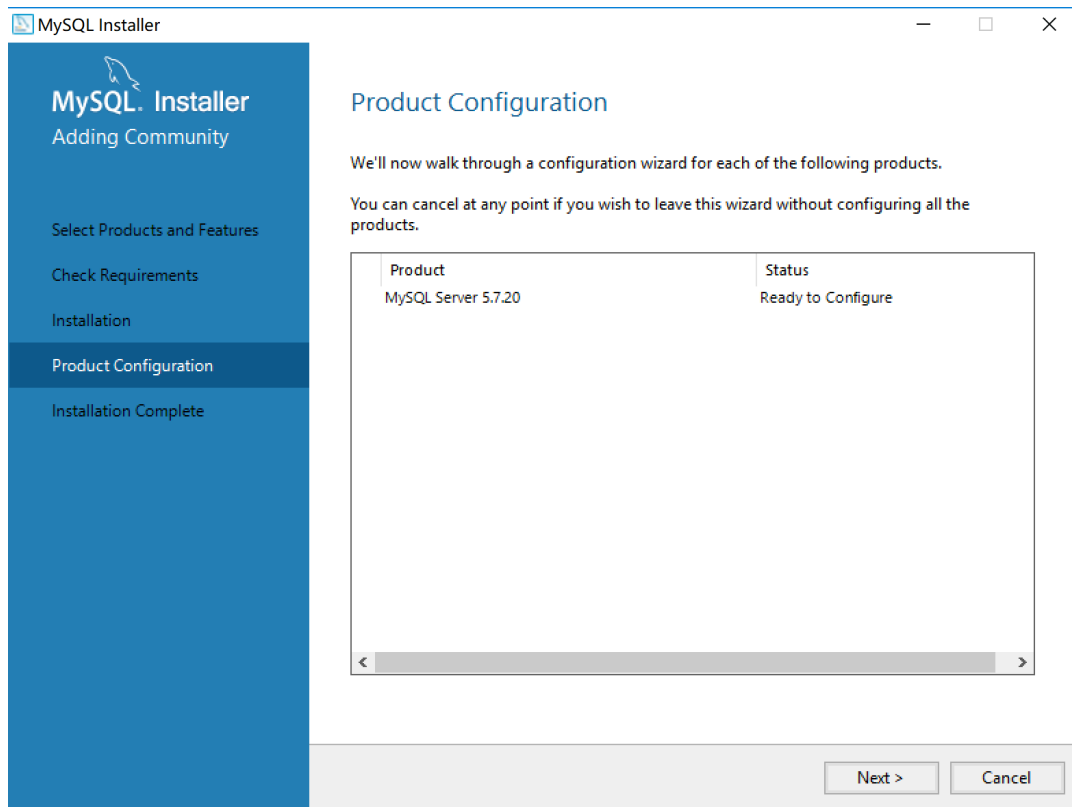 MySQL Installer
MySQL. Installer
Adding Community
Select Products and Features
Check Requirements
Installation
Product Configuration
Installation Complete
Product Configuration
We'll now walk through a configuration wizard for each of the following products.
You can cancel at any point if you wish to leave this wizard without configuring all the
products.
Product Status
MySQL Server 5.7.20 Ready to Configure
Next > Cancel